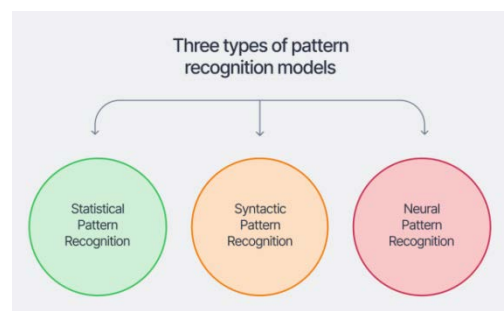 Three types of pattern
recognition models
Statistical
Pattern
Recognition
Syntactic
Pattern
Recognition
Neural
Pattern
Recognition